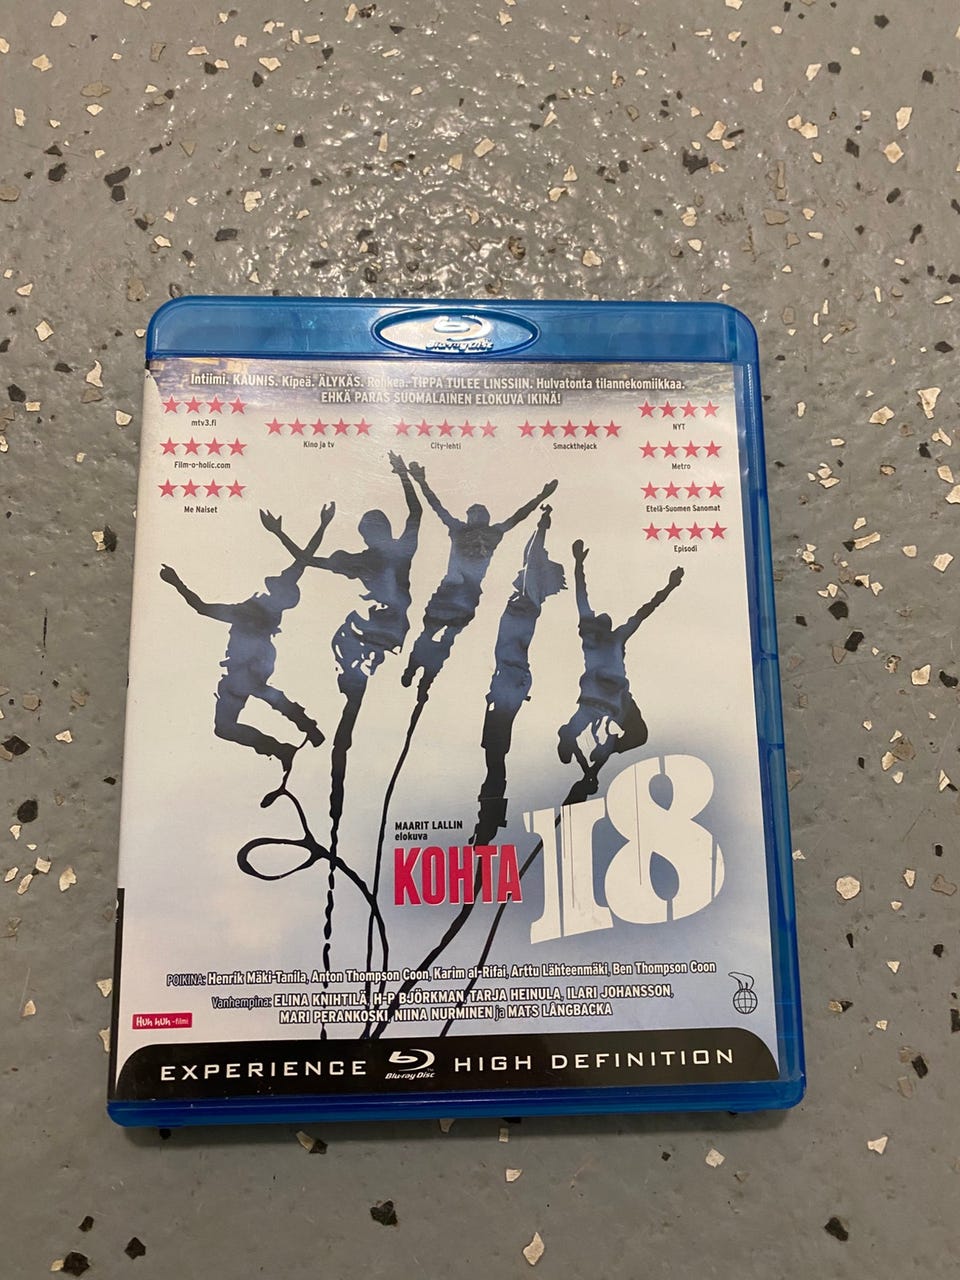 Blu-ray Disc
Intiimi. KAUNIS. Kipeä. ÄLYKÄS. Rohkea. TIPPA TULEE LINSSIIN. Hulvatonta tilannekomiikkaa.
EHKÄ PARAS SUOMALAINEN ELOKUVA IKINÄ!
mtv3.fi
Kino ja tv
City-lehti
Smackthejack
NYT
Film-o-holic.com
Metro
Me Naiset
Etelä-Suomen Sanomat
Episodi
MAARIT LALLIN
elokuva
KOHTA 18
POIKINA: Henrik Mäki-Tanila, Anton Thompson Coon, Karim al-Rifai, Arttu Lähteenmäki, Ben Thompson Coon
Vanhempina: ELINA KNIHTILÄ, H-P BJÖRKMAN, TARJA HEINULA, ILARI JOHANSSON,
MARI PERANKOSKI, NIINA NURMINEN ja MATS LÅNGBACKA
Huh huh-filmi
EXPERIENCE Blu-ray Disc™ HIGH DEFINITION